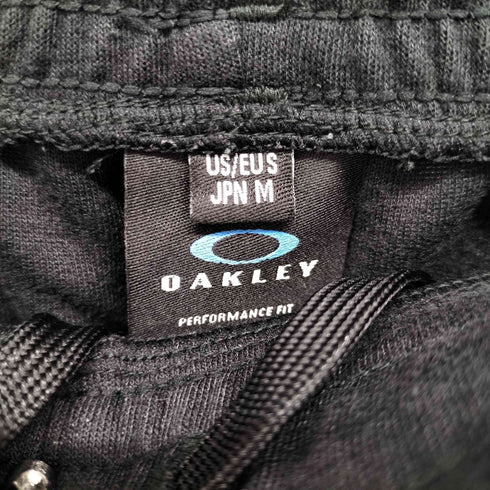 US/EU S
JPN M
OAKLEY
PERFORMANCE FIT